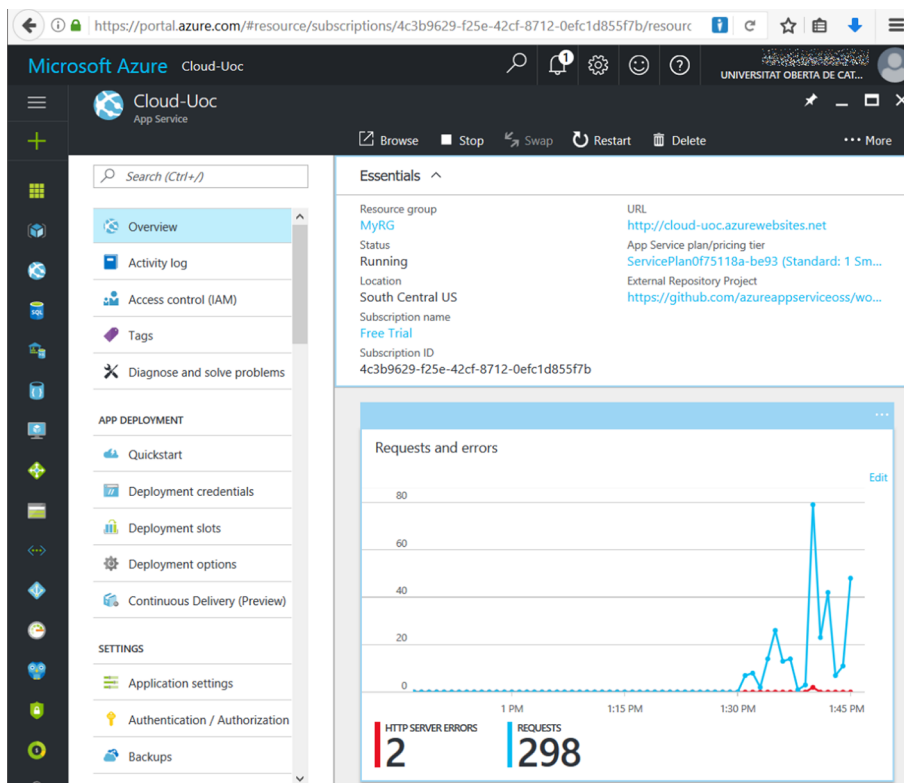 https://portal.azure.com/#resource/subscriptions/4c3b9629-f25e-42cf-8712-0efc1d855f7b/resourc
Microsoft Azure Cloud-Uoc
1
UNIVERSITAT OBERTA DE CAT...
Cloud-Uoc
App Service
Browse Stop Swap Restart Delete ... More
Search (Ctrl+/)
Overview
Activity log
Access control (IAM)
Tags
Diagnose and solve problems
APP DEPLOYMENT
Quickstart
Deployment credentials
Deployment slots
Deployment options
Continuous Delivery (Preview)
SETTINGS
Application settings
Authentication / Authorization
Backups
Essentials
Resource group
MyRG
Status
Running
Location
South Central US
Subscription name
Free Trial
Subscription ID
4c3b9629-f25e-42cf-8712-0efc1d855f7b
URL
http://cloud-uoc.azurewebsites.net
App Service plan/pricing tier
ServicePlan0f75118a-be93 (Standard: 1 Sm...
External Repository Project
https://github.com/azureappserviceoss/wo...
...
Requests and errors
Edit
80
60
40
20
0
1 PM 1:15 PM 1:30 PM 1:45 PM
HTTP SERVER ERRORS
2
REQUESTS
298
SQL